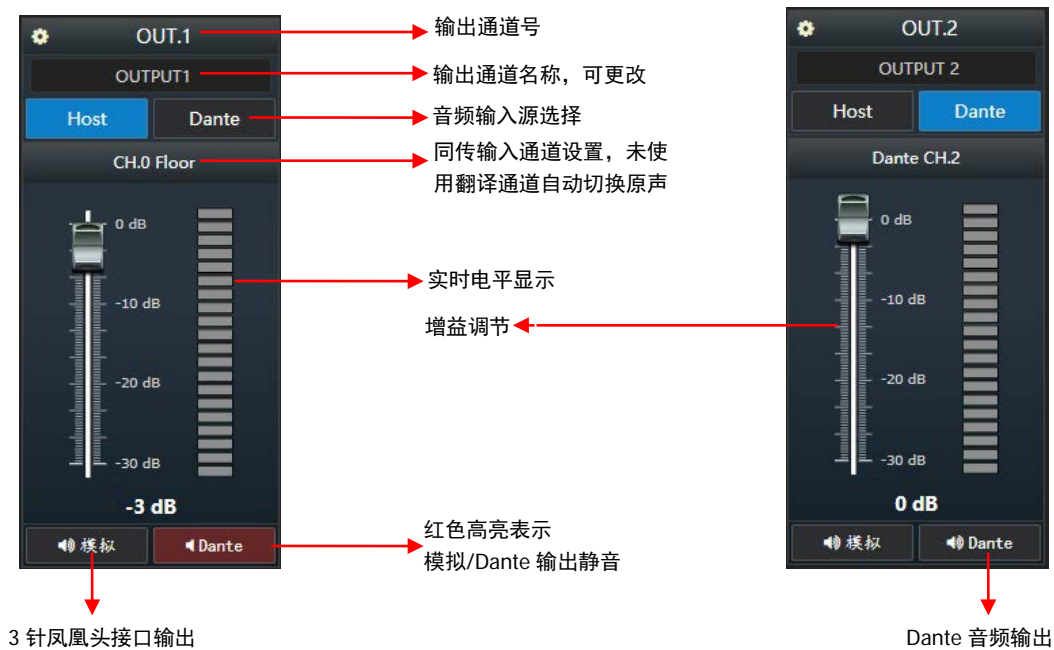 OUT.1
OUTPUT1
Host Dante
CH.0 Floor
0 dB
-10 dB
-20 dB
-30 dB
-3 dB
模拟 Dante
3 针凤凰头接口输出
输出通道号
输出通道名称，可更改
音频输入源选择
同传输入通道设置，未使
用翻译通道自动切换原声
实时电平显示
增益调节
红色高亮表示
模拟/Dante 输出静音
OUT.2
OUTPUT 2
Host Dante
Dante CH.2
0 dB
-10 dB
-20 dB
-30 dB
0 dB
模拟 Dante
Dante 音频输出